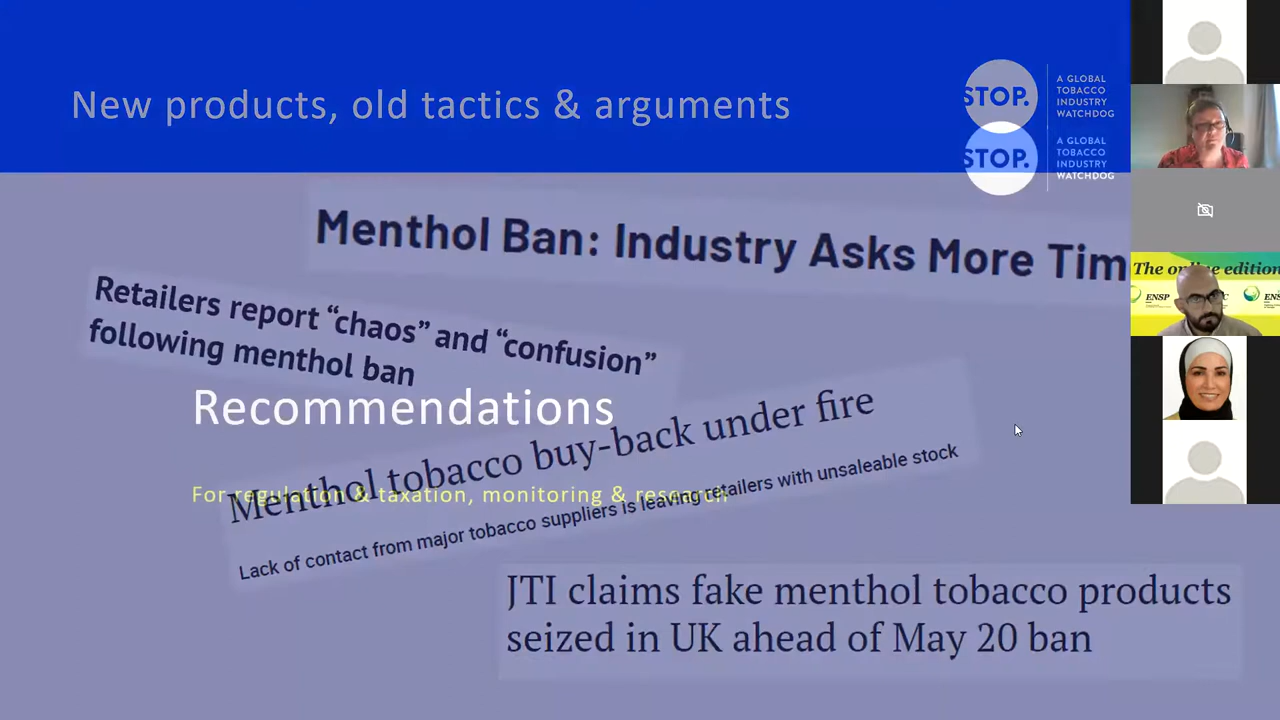 New products, old tactics & arguments
STOP.
A GLOBAL
TOBACCO
INDUSTRY
WATCHDOG
STOP.
A GLOBAL
TOBACCO
INDUSTRY
WATCHDOG
Menthol Ban: Industry Asks More Tim
Retailers report “chaos” and “confusion”
following menthol ban
Recommendations
Menthol tobacco buy-back under fire
For regulation & taxation, monitoring & research
Lack of contact from major tobacco suppliers is leaving retailers with unsaleable stock
JTI claims fake menthol tobacco products
seized in UK ahead of May 20 ban
The online edition
ENSP